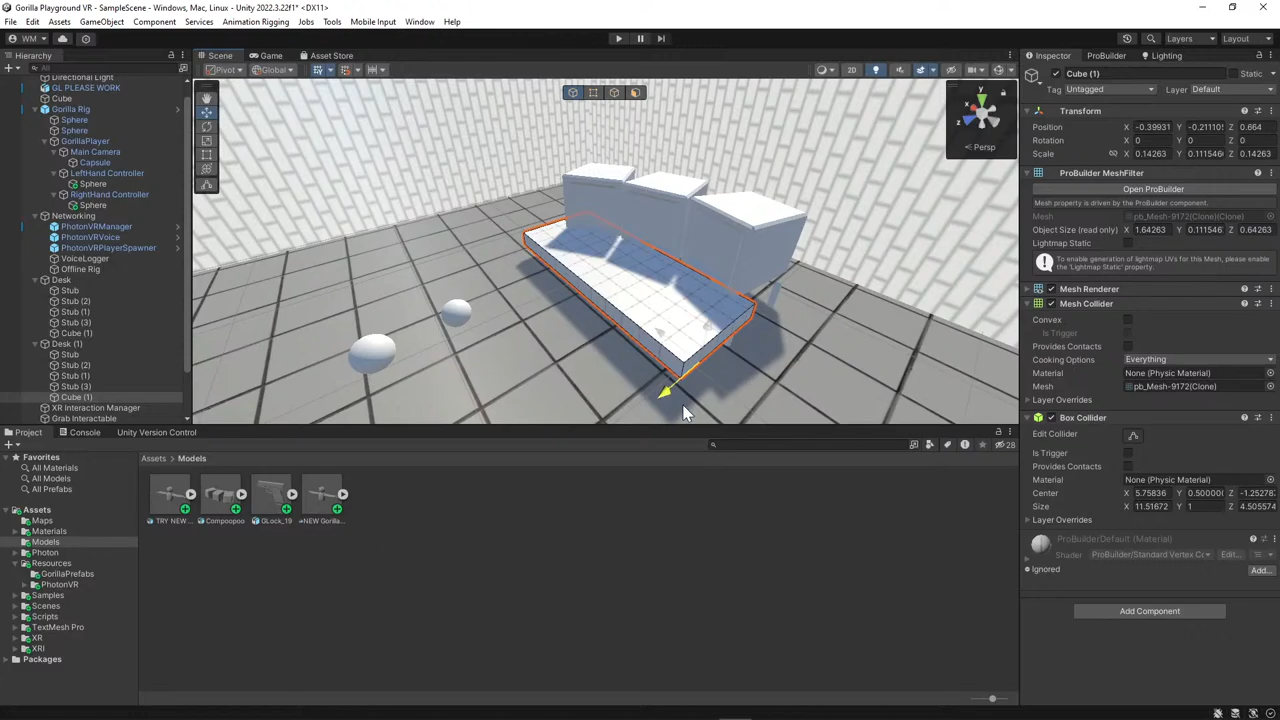 Gorilla Playground VR - SampleScene - Windows, Mac, Linux - Unity 2022.3.22f1* <DX11>
File Edit Assets GameObject Component Services Animation Rigging Jobs Tools Mobile Input Window Help
WM Layers Layout
Hierarchy
All
Directional Light
GL PLEASE WORK
Cube
Gorilla Rig
Sphere
Sphere
GorillaPlayer
Main Camera
Capsule
LeftHand Controller
Sphere
RightHand Controller
Sphere
Networking
PhotonVRManager
PhotonVRVoice
PhotonVRPlayerSpawner
VoiceLogger
Offline Rig
Desk
Stub
Stub (2)
Stub (1)
Stub (3)
Cube (1)
Desk (1)
Stub
Stub (2)
Stub (1)
Stub (3)
Cube (1)
XR Interaction Manager
Grab Interactable
Scene Game Asset Store
Pivot Global 2D
y
x
z
Persp
Inspector ProBuilder Lighting
Cube (1) Static
Tag Untagged Layer Default
Transform
Position X -0.39931 Y -0.21110 Z 0.664
Rotation X 0 Y 0 Z 0
Scale X 0.14263 Y 0.111546 Z 0.14263
ProBuilder MeshFilter
Open ProBuilder
Mesh property is driven by the ProBuilder component.
Mesh pb_Mesh-9172(Clone)(Clone)
Object Size (read only) X 1.64263 Y 0.111546 Z 0.64263
Lightmap Static
To enable generation of lightmap UVs for this Mesh, please enable
the 'Lightmap Static' property.
Mesh Renderer
Mesh Collider
Convex
Is Trigger
Provides Contacts
Cooking Options Everything
Material None (Physic Material)
Mesh pb_Mesh-9172(Clone)
Layer Overrides
Box Collider
Edit Collider
Is Trigger
Provides Contacts
Material None (Physic Material)
Center X 5.75836 Y 0.50000 Z -1.25278
Size X 11.51672 Y 1 Z 4.505574
Layer Overrides
ProBuilderDefault (Material)
Shader ProBuilder/Standard Vertex Co Edit...
Ignored Add...
Add Component
Project Console Unity Version Control
28
Favorites
All Materials
All Models
All Prefabs
Assets
Maps
Materials
Models
Photon
Resources
GorillaPrefabs
PhotonVR
Samples
Scenes
Scripts
TextMesh Pro
XR
XRI
Packages
Assets > Models
TRY NEW ... Compoopoo GLock_19 NEW Gorilla...